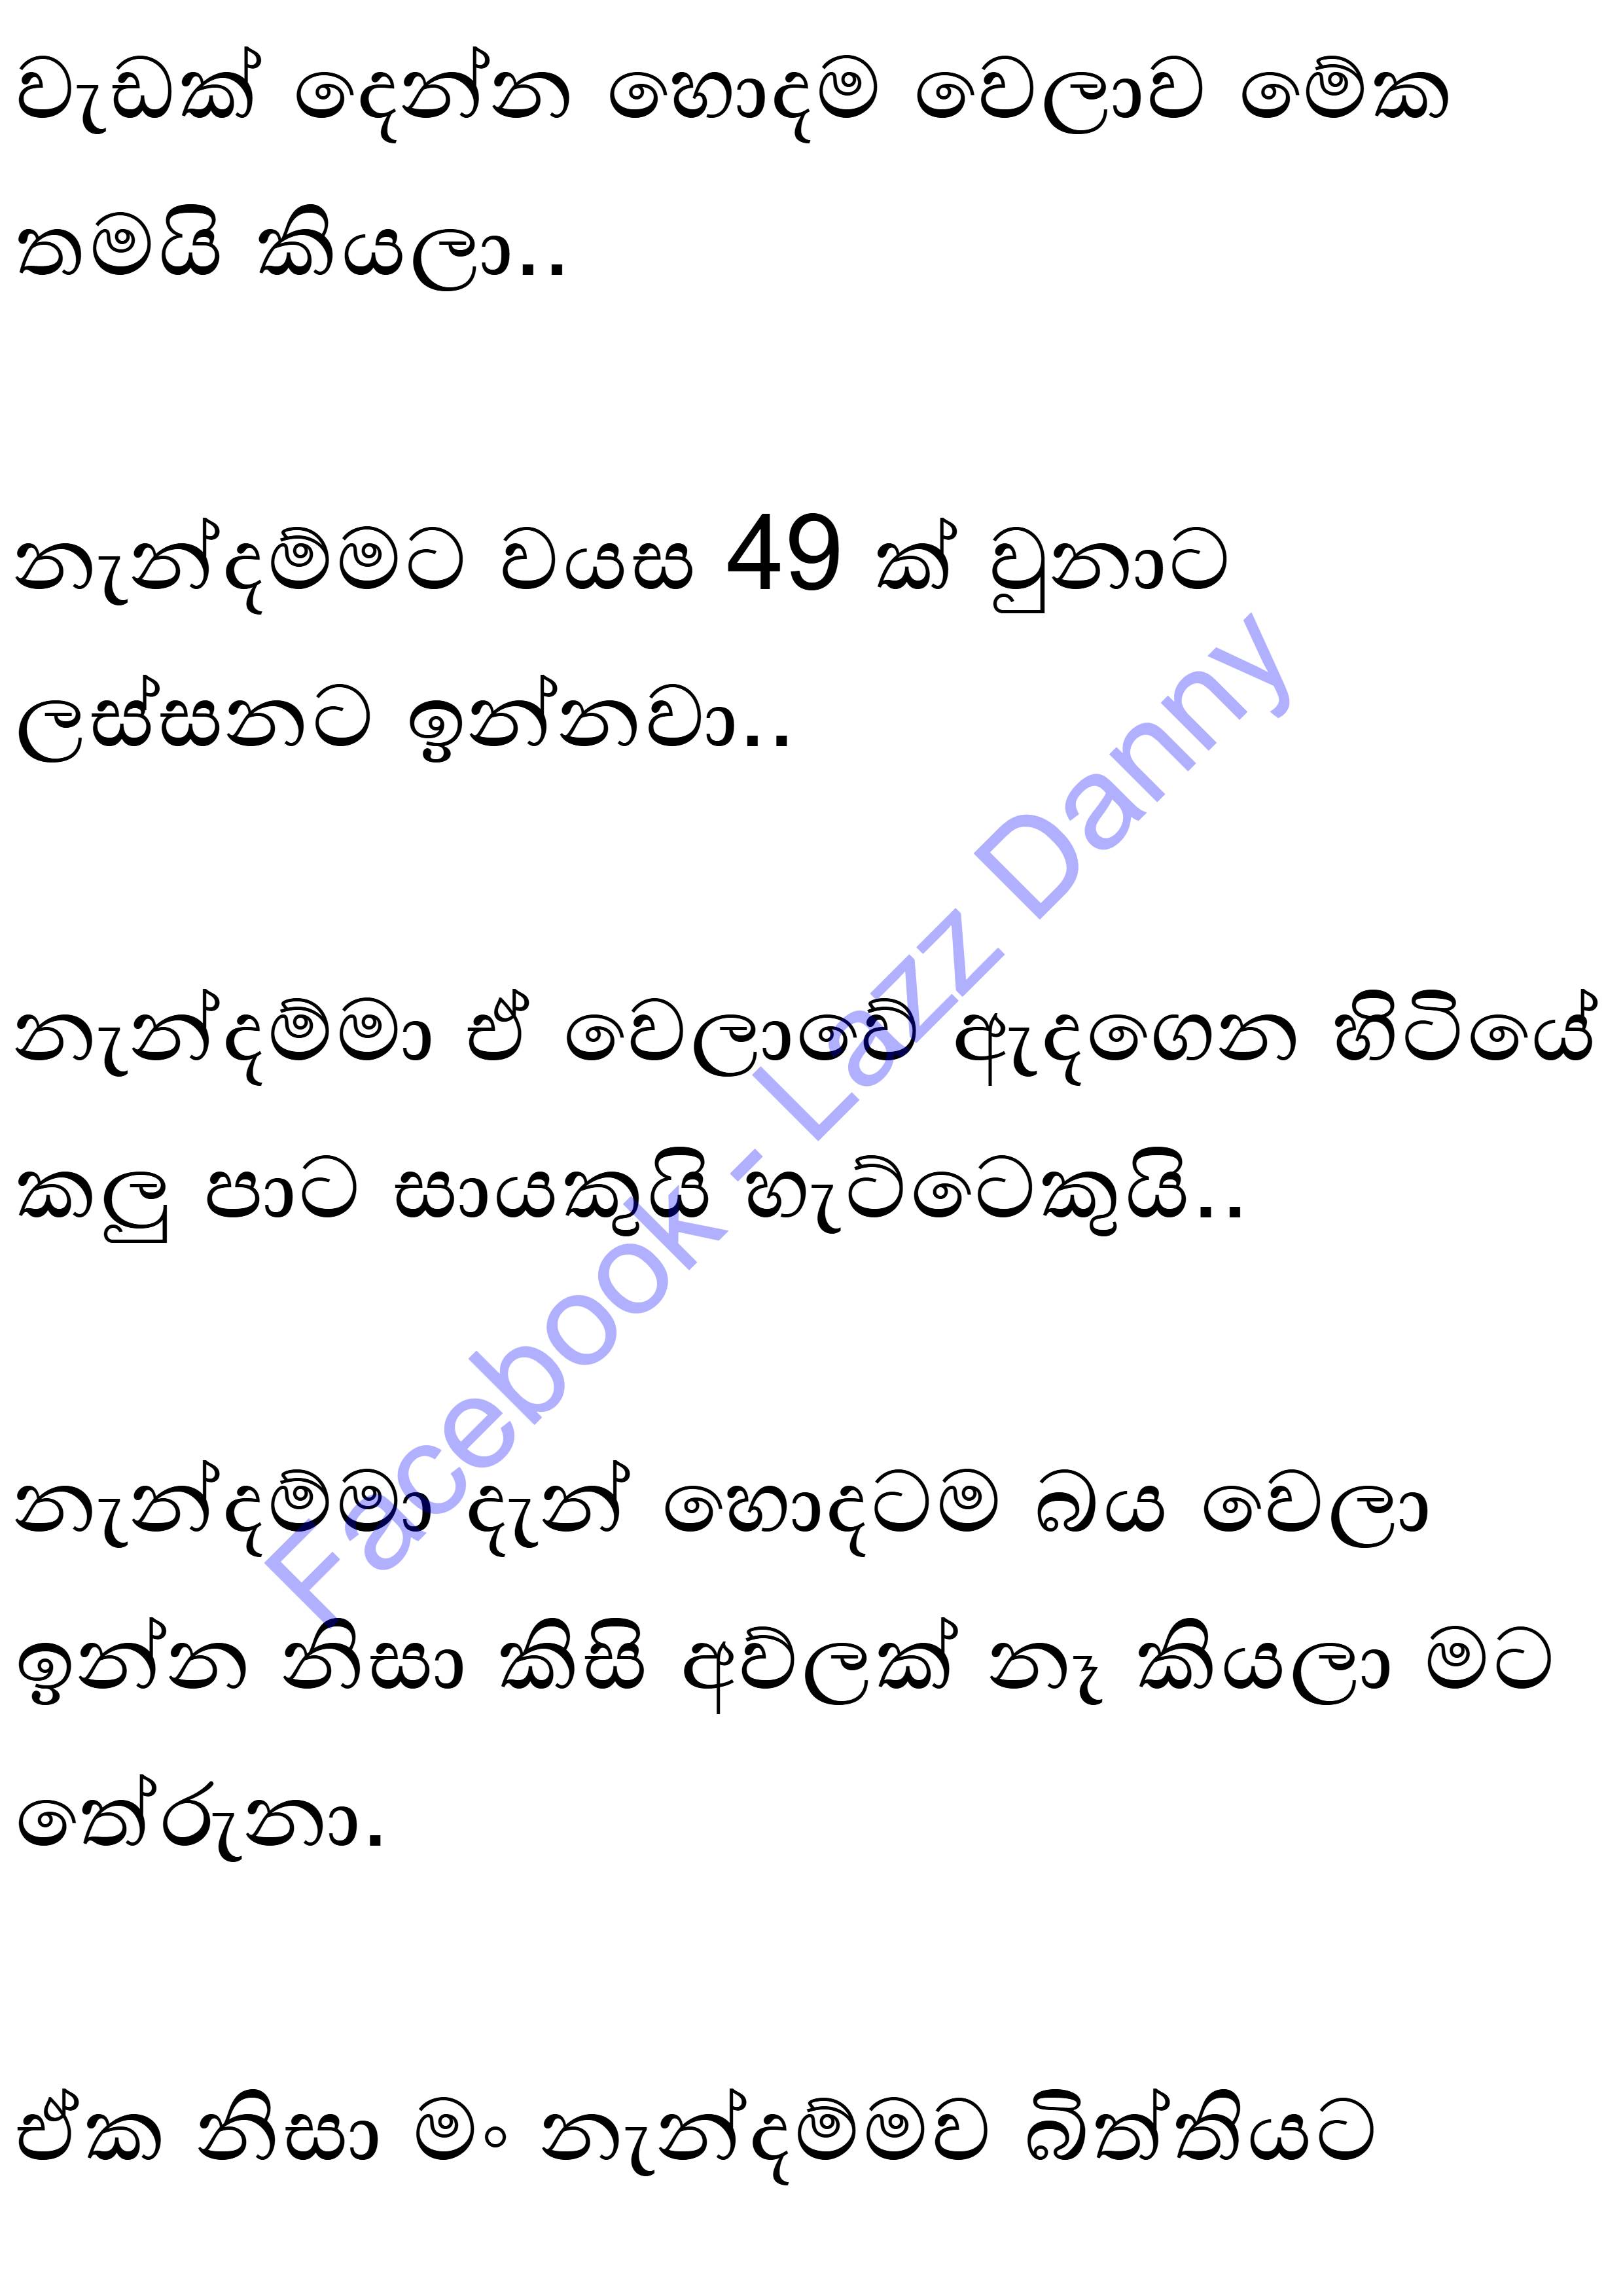 වැඩක් දෙන්න හොදම වෙලාව මේක
තමයි කියලා..
නැන්දම්මට වයස 49 ක් වුනාට
ලස්සනට ඉන්නවා..
නැන්දම්මා ඒ වෙලාවේ ඇදගෙන හිටියේ
කලු පාට සායකුයි හැට්ටෙකුයි..
නැන්දම්මා දැන් හොදටම බය වෙලා
ඉන්න නිසා කිසි අව්ලක් නෑ කියලා මට
තේරුනා.
ඒක නිසා මං නැන්දම්මව බිත්තියට
Facebook - Lazz Danny